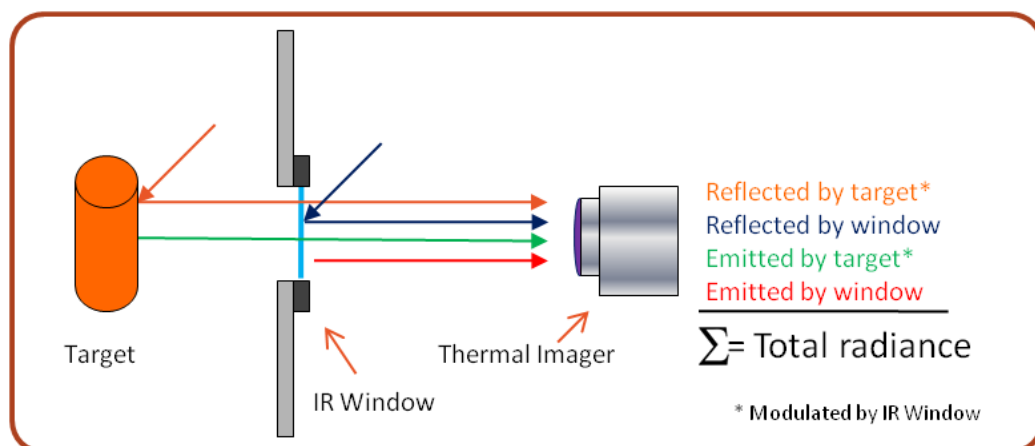 Reflected by target*
Reflected by window
Emitted by target*
Emitted by window
∑= Total radiance
Target
Thermal Imager
IR Window
* Modulated by IR Window